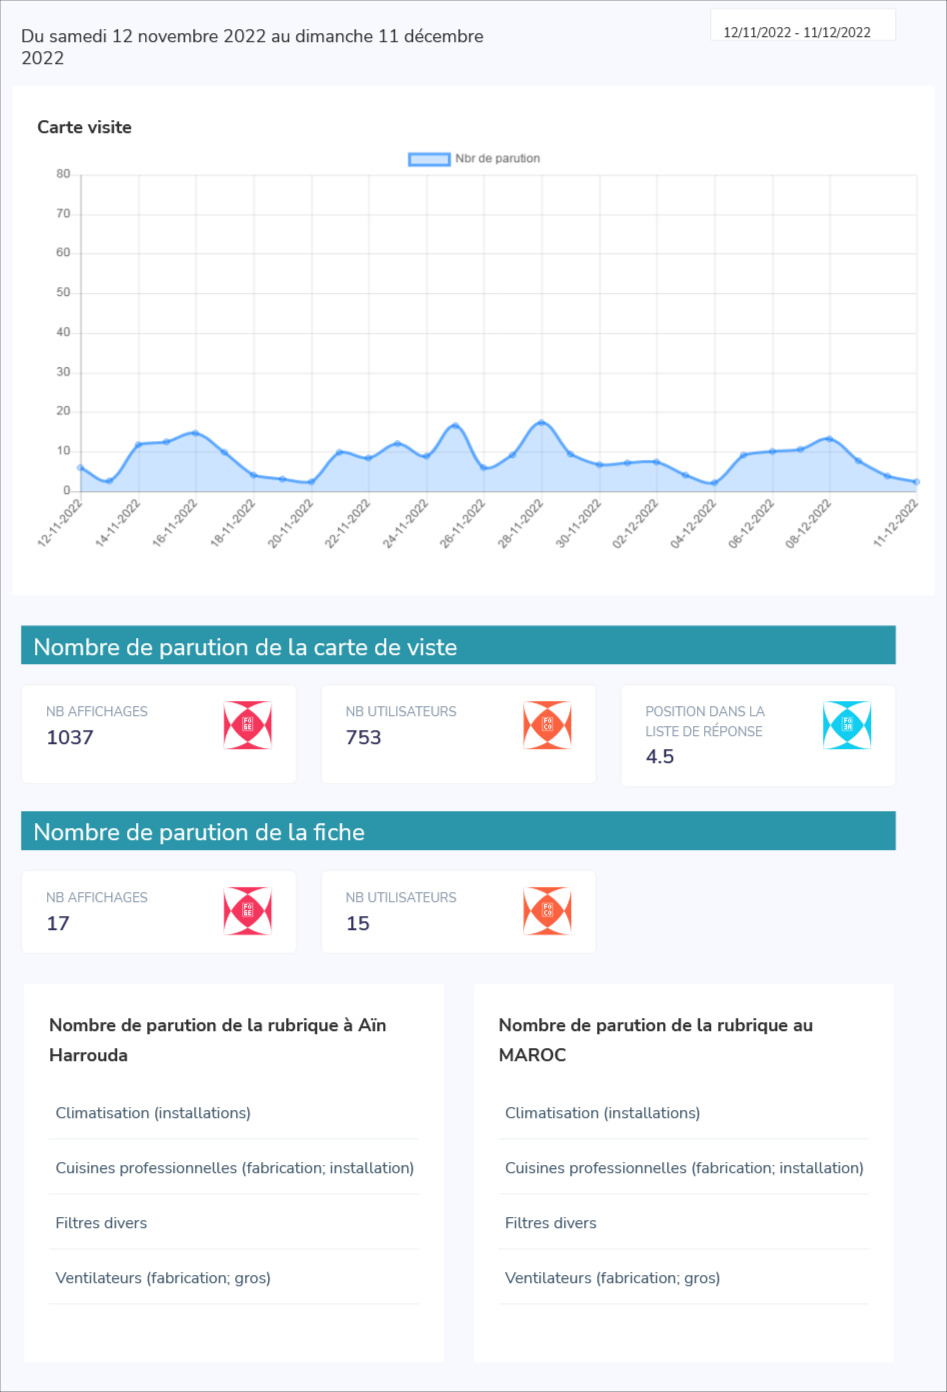 Du samedi 12 novembre 2022 au dimanche 11 décembre
2022
12/11/2022 - 11/12/2022
Carte visite
Nbr de parution
80
70
60
50
40
30
20
10
0
12-11-2022
14-11-2022
16-11-2022
18-11-2022
20-11-2022
22-11-2022
24-11-2022
26-11-2022
28-11-2022
30-11-2022
02-12-2022
04-12-2022
06-12-2022
08-12-2022
11-12-2022
Nombre de parution de la carte de viste
NB AFFICHAGES
1037
NB UTILISATEURS
753
POSITION DANS LA
LISTE DE RÉPONSE
4.5
Nombre de parution de la fiche
NB AFFICHAGES
17
NB UTILISATEURS
15
Nombre de parution de la rubrique à Aïn
Harrouda
Climatisation (installations)
Cuisines professionnelles (fabrication; installation)
Filtres divers
Ventilateurs (fabrication; gros)
Nombre de parution de la rubrique au
MAROC
Climatisation (installations)
Cuisines professionnelles (fabrication; installation)
Filtres divers
Ventilateurs (fabrication; gros)